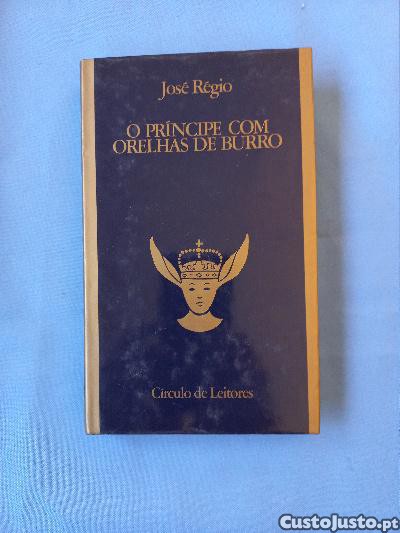 José Régio
O PRÍNCIPE COM
ORELHAS DE BURRO
Círculo de Leitores
CustoJusto.pt